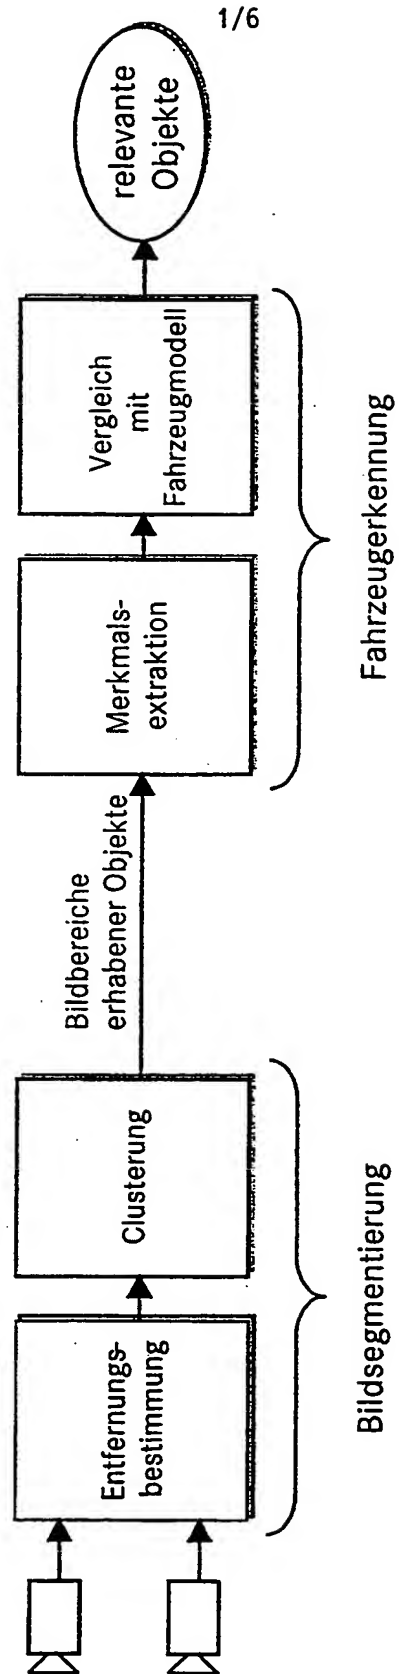 1/6
Entfernungs-
bestimmung
Clusterung
Bildbereiche
erhabener Objekte
Merkmals-
extraktion
Vergleich
mit
Fahrzeugmodell
relevante
Objekte
Bildsegmentierung
Fahrzeugerkennung